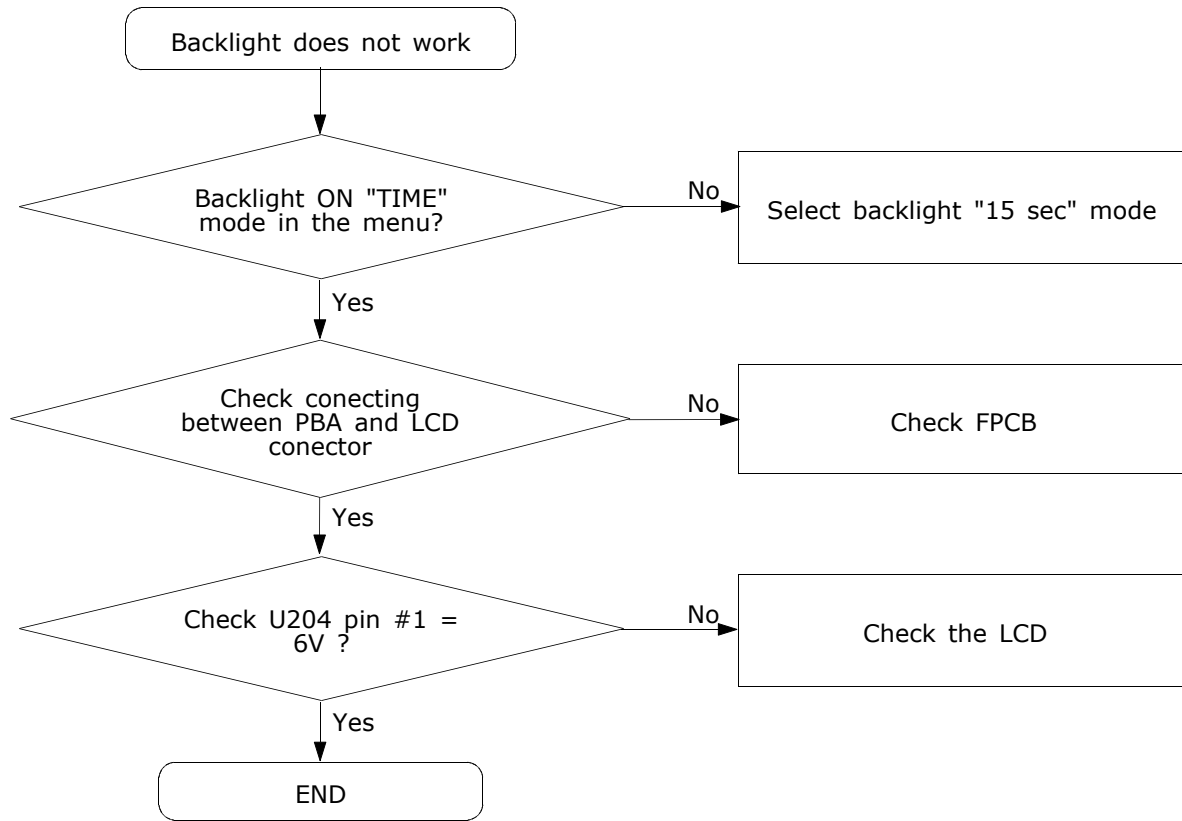 Backlight does not work
Backlight ON "TIME"
mode in the menu?
No
Select backlight "15 sec" mode
Yes
Check conecting
between PBA and LCD
conector
No
Check FPCB
Yes
Check U204 pin #1 =
6V ?
No
Check the LCD
Yes
END